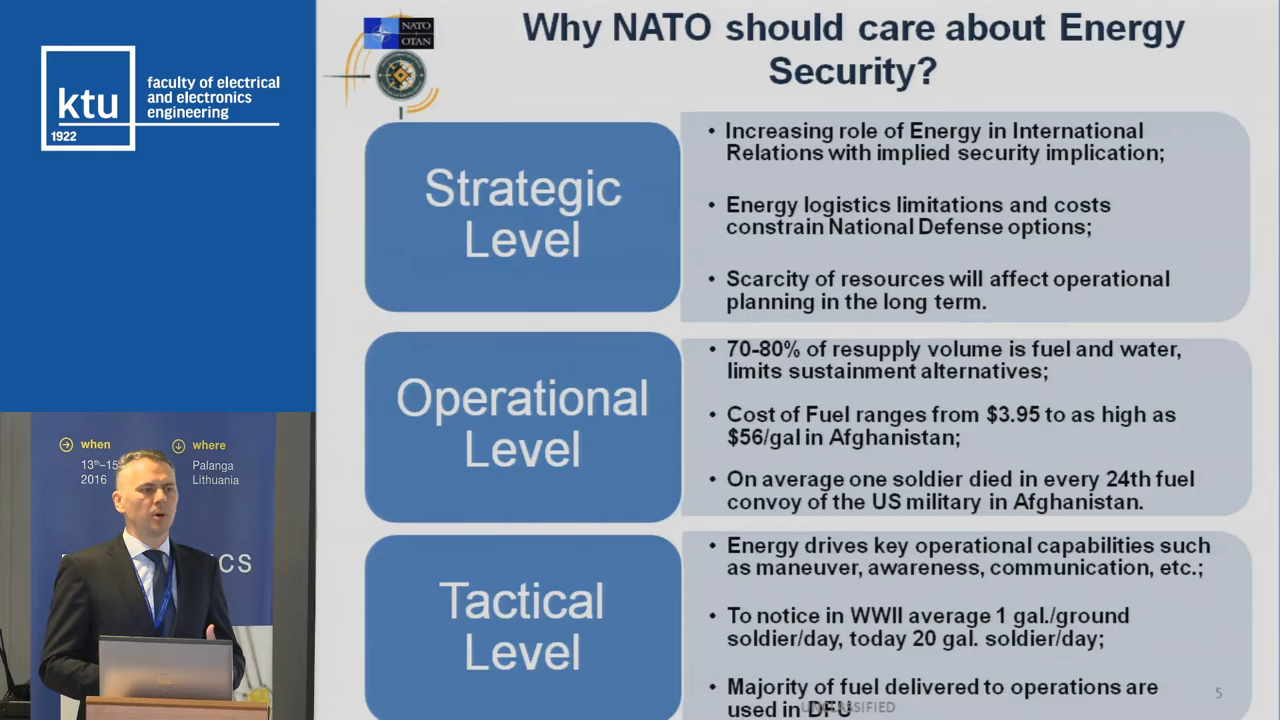 ktu
1922
faculty of electrical
and electronics
engineering
NATO
OTAN
Why NATO should care about Energy
Security?
Strategic
Level
• Increasing role of Energy in International
Relations with implied security implication;
• Energy logistics limitations and costs
constrain National Defense options;
• Scarcity of resources will affect operational
planning in the long term.
Operational
Level
• 70-80% of resupply volume is fuel and water,
limits sustainment alternatives;
• Cost of Fuel ranges from $3.95 to as high as
$56/gal in Afghanistan;
• On average one soldier died in every 24th fuel
convoy of the US military in Afghanistan.
Tactical
Level
• Energy drives key operational capabilities such
as maneuver, awareness, communication, etc.;
• To notice in WWII average 1 gal./ground
soldier/day, today 20 gal. soldier/day;
• Majority of fuel delivered to operations are
used in DFU
UNCLASSIFIED
5
when
13th–15
2016
where
Palanga
Lithuania
CS